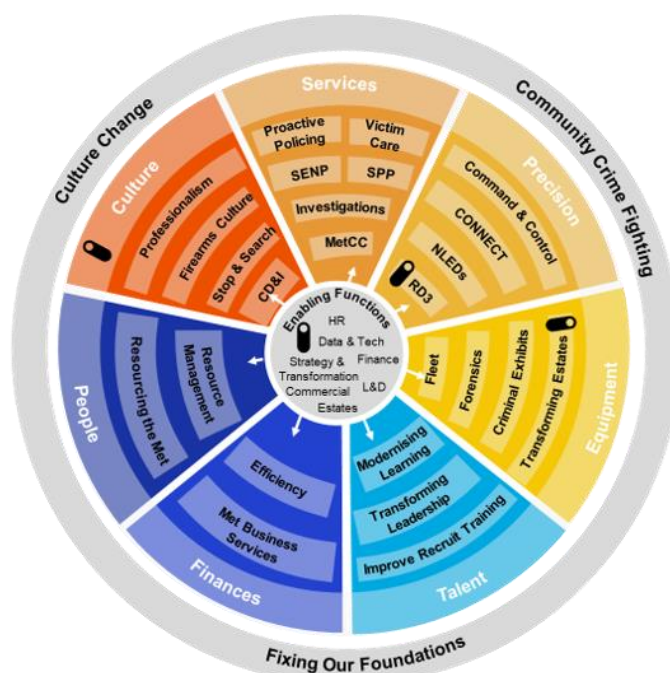 Culture Change
Community Crime Fighting
Fixing Our Foundations
Services
Proactive
Policing
Victim
Care
SENP
SPP
Investigations
MetCC
Precision
Command & Control
CONNECT
NLEDs
RD3
Equipment
Transforming Estates
Criminal Exhibits
Forensics
Fleet
Talent
Modernising
Learning
Transforming
Leadership
Improve Recruit Training
Finances
Efficiency
Met Business
Services
People
Resourcing the Met
Resource
Management
Culture
Professionalism
Firearms Culture
Stop & Search
CD&I
Enabling Functions
HR
Data & Tech
Strategy &
Transformation
Finance
Commercial
L&D
Estates